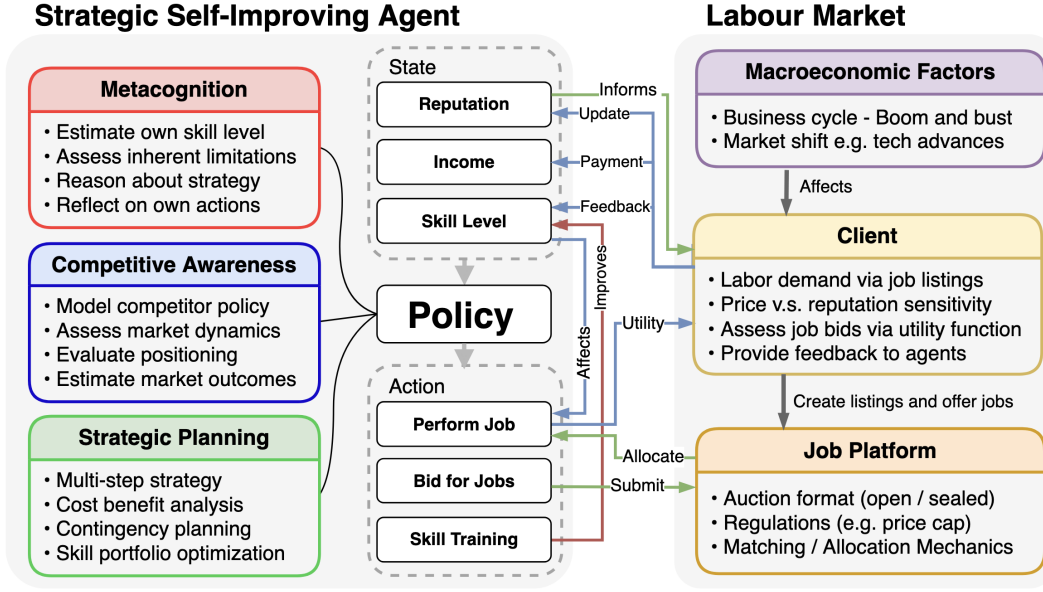 Strategic Self-Improving Agent
Labour Market
Metacognition
• Estimate own skill level
• Assess inherent limitations
• Reason about strategy
• Reflect on own actions
Competitive Awareness
• Model competitor policy
• Assess market dynamics
• Evaluate positioning
• Estimate market outcomes
Strategic Planning
• Multi-step strategy
• Cost benefit analysis
• Contingency planning
• Skill portfolio optimization
State
Reputation
Income
Skill Level
Policy
Action
Perform Job
Bid for Jobs
Skill Training
Informs
Update
Payment
Feedback
Improves
Affects
Utility
Allocate
Submit
Macroeconomic Factors
• Business cycle - Boom and bust
• Market shift e.g. tech advances
Affects
Client
• Labor demand via job listings
• Price v.s. reputation sensitivity
• Assess job bids via utility function
• Provide feedback to agents
Create listings and offer jobs
Job Platform
• Auction format (open / sealed)
• Regulations (e.g. price cap)
• Matching / Allocation Mechanics